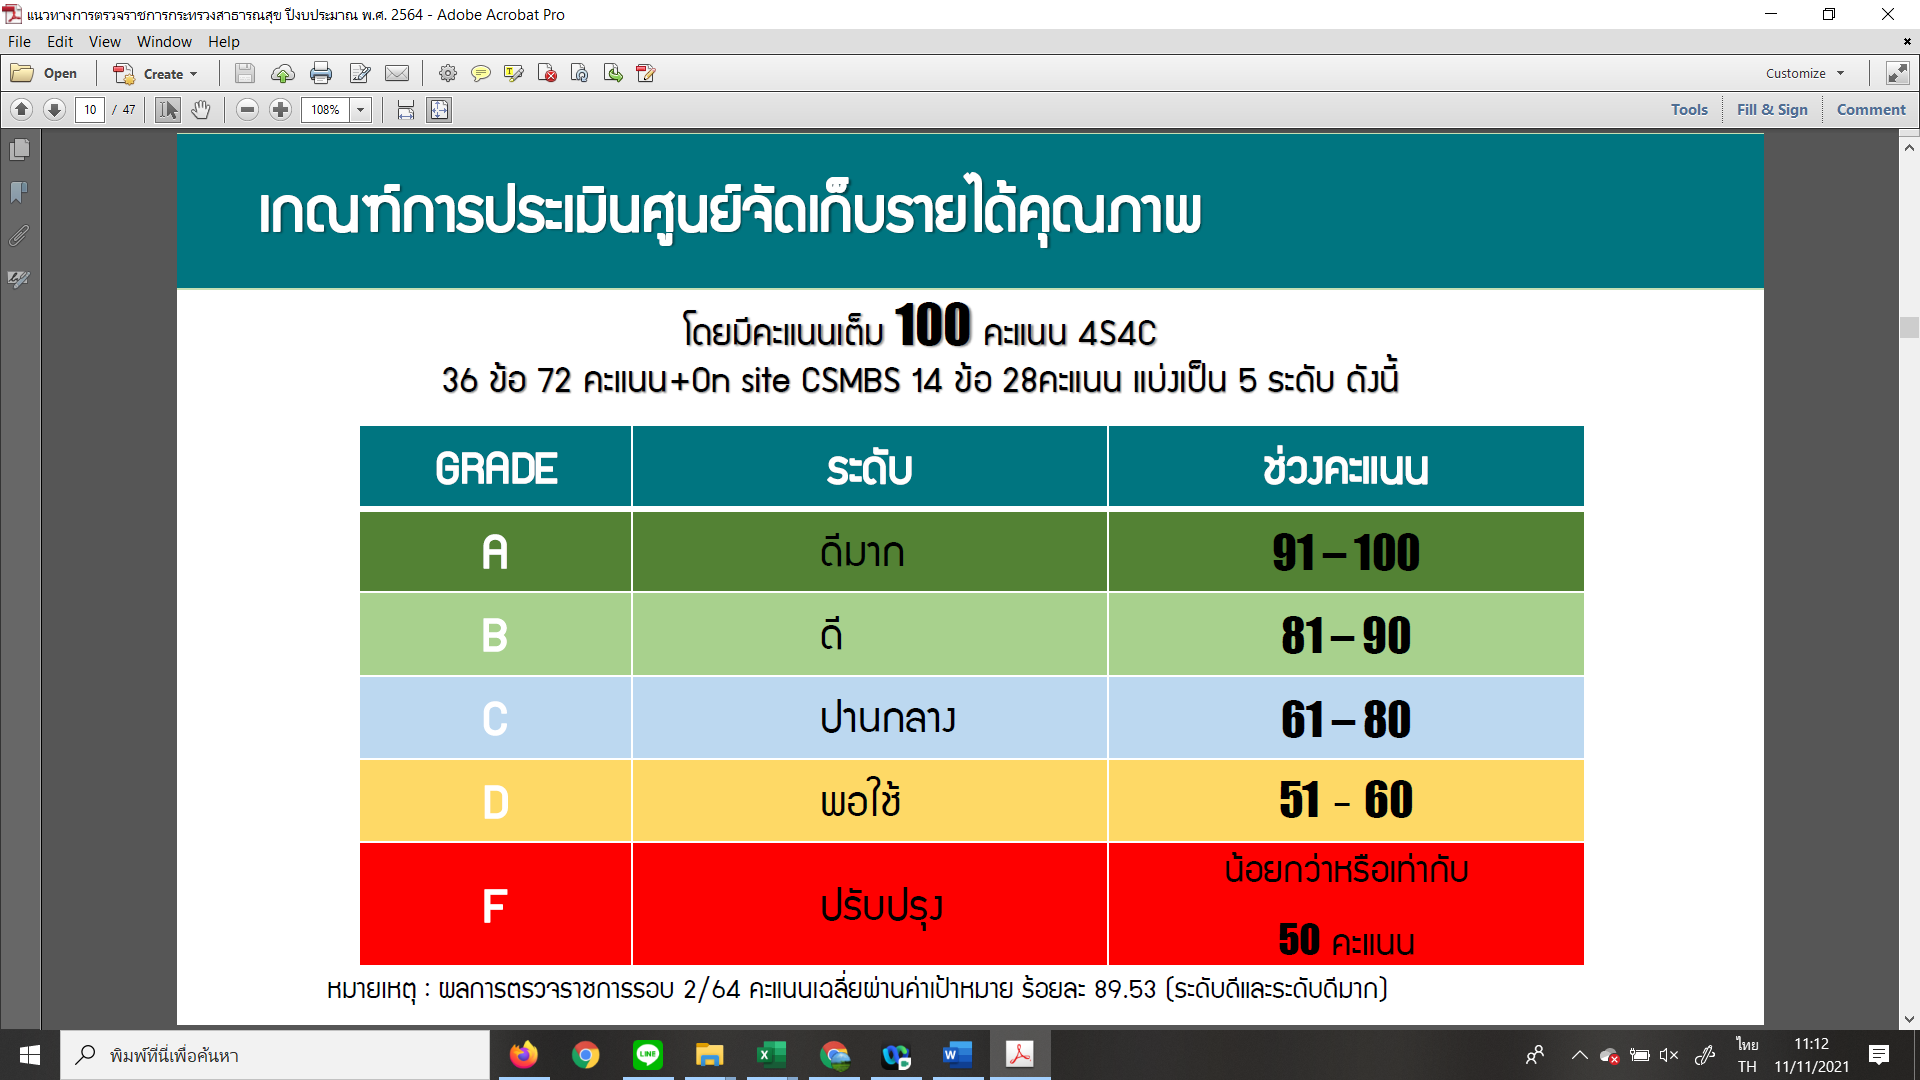 แนวทางการตรวจราชการกระทรวงสาธารณสุข ปีงบประมาณ พ.ศ. 2564 - Adobe Acrobat Pro
File Edit View Window Help
Open Create Customize
10 / 47 108% Tools Fill & Sign Comment
เกณฑ์การประเมินศูนย์จัดเก็บรายได้คุณภาพ
โดยมีคะแนนเต็ม 100 คะแนน 4S4C
36 ข้อ 72 คะแนน+On site CSMBS 14 ข้อ 28คะแนน แบ่งเป็น 5 ระดับ ดังนี้
GRADE ระดับ ช่วงคะแนน
A ดีมาก 91 – 100
B ดี 81 – 90
C ปานกลาง 61 – 80
D พอใช้ 51 - 60
F ปรับปรุง น้อยกว่าหรือเท่ากับ
50 คะแนน
หมายเหตุ : ผลการตรวจราชการรอบ 2/64 คะแนนเฉลี่ยผ่านค่าเป้าหมาย ร้อยละ 89.53 (ระดับดีและระดับดีมาก)
พิมพ์ที่นี่เพื่อค้นหา
LINE
ไทย 11:12
TH 11/11/2021